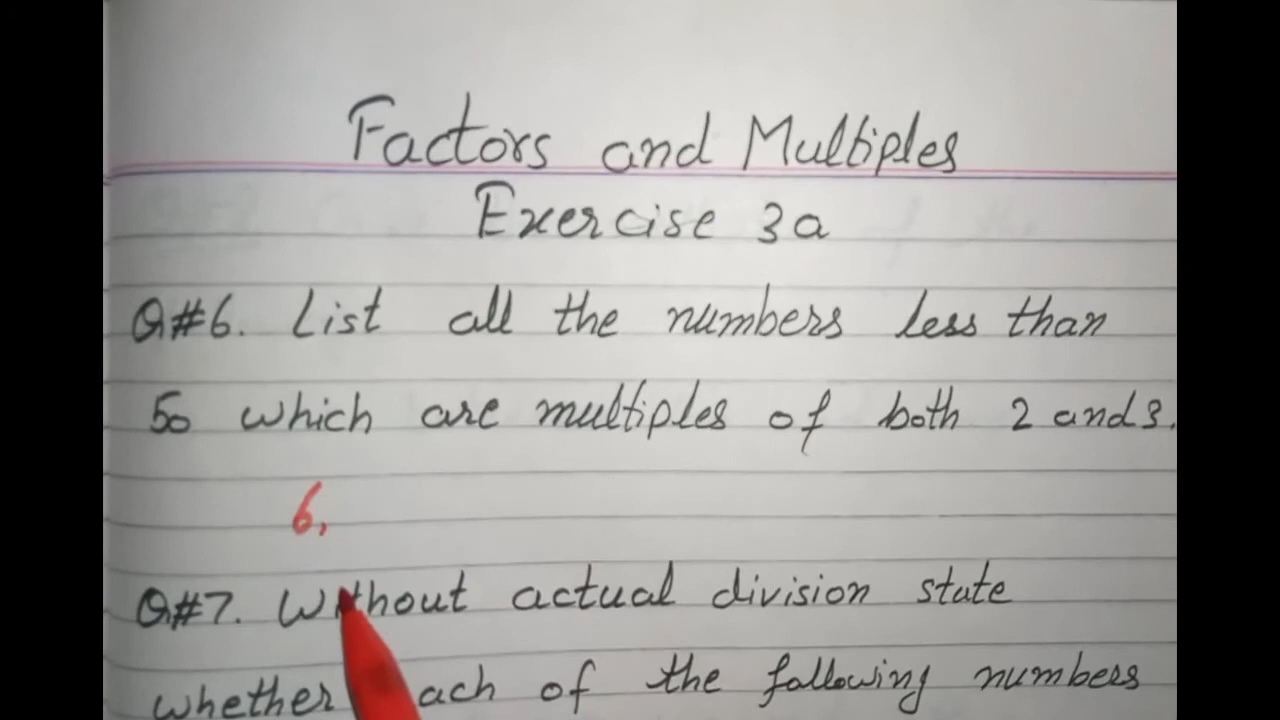 Factors and Multiples
Exercise 3a
Q#6. List all the numbers less than
50 which are multiples of both 2 and 3.
6,
Q#7. Without actual division state
whether ach of the following numbers